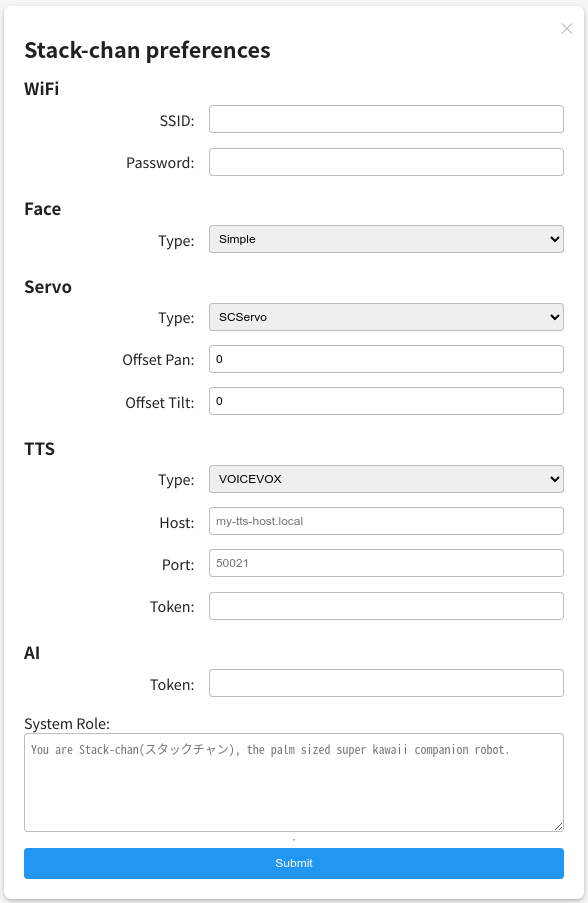 Stack-chan preferences
WiFi
SSID:
Password:
Face
Type: Simple
Servo
Type: SCServo
Offset Pan: 0
Offset Tilt: 0
TTS
Type: VOICEVOX
Host: my-tts-host.local
Port: 50021
Token:
AI
Token:
System Role:
You are Stack-chan(スタックチャン), the palm sized super kawaii companion robot.
Submit